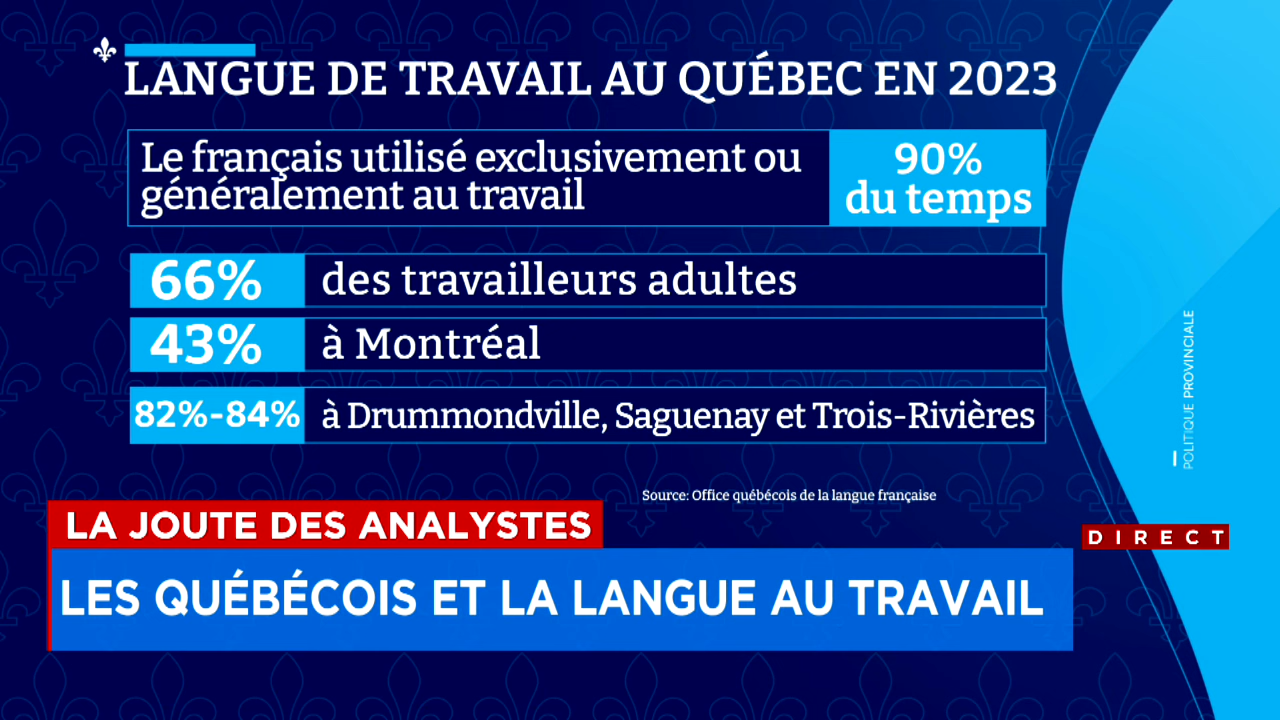 LANGUE DE TRAVAIL AU QUÉBEC EN 2023
Le français utilisé exclusivement ou
généralement au travail
90%
du temps
66%
des travailleurs adultes
43%
à Montréal
82%-84%
à Drummondville, Saguenay et Trois-Rivières
Source: Office québécois de la langue française
POLITIQUE PROVINCIALE
LA JOUTE DES ANALYSTES
DIRECT
LES QUÉBÉCOIS ET LA LANGUE AU TRAVAIL